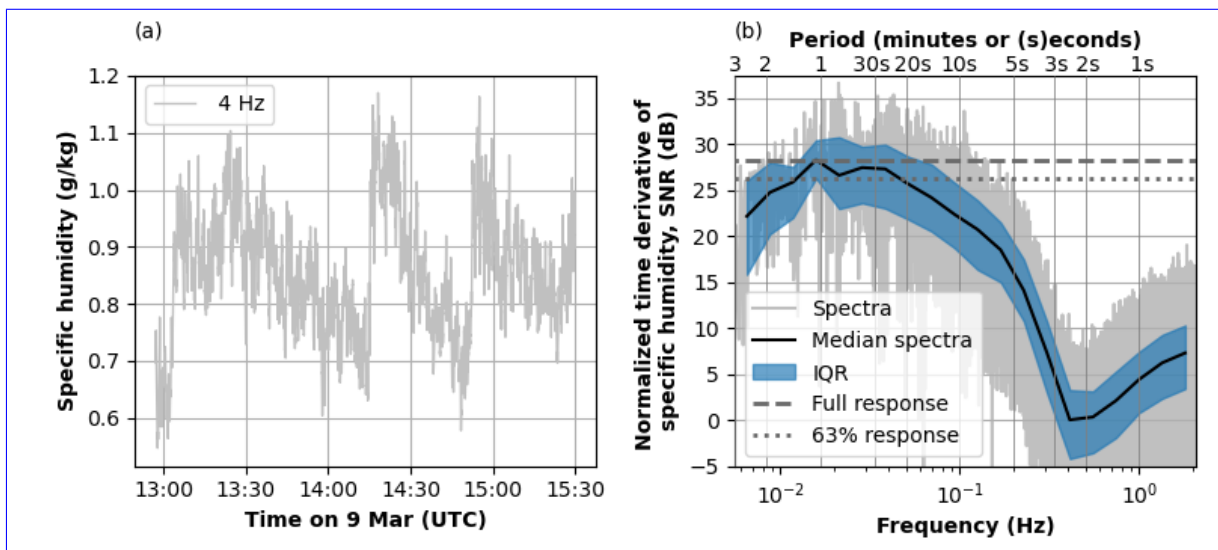 (a)
1.2
1.1
1.0
0.9
0.8
0.7
0.6
Specific humidity (g/kg)
4 Hz
13:00 13:30 14:00 14:30 15:00 15:30
Time on 9 Mar (UTC)
(b)
Period (minutes or (s)econds)
3 2 1 30s 20s 10s 5s 3s 2s 1s
35
30
25
20
15
10
5
0
−5
Normalized time derivative of
specific humidity, SNR (dB)
Spectra
Median spectra
IQR
Full response
63% response
10⁻² 10⁻¹ 10⁰
Frequency (Hz)